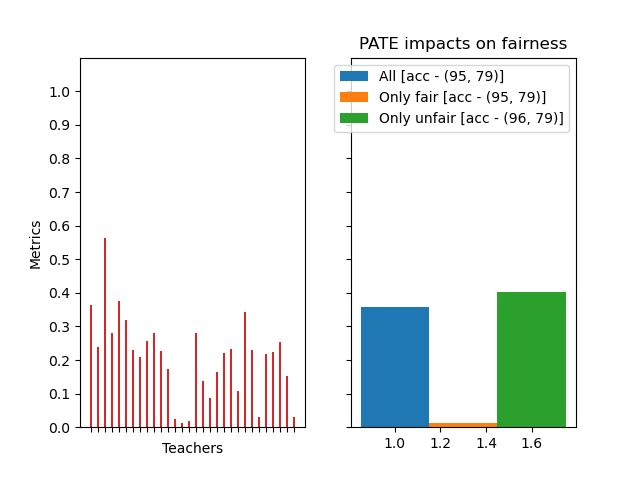 PATE impacts on fairness
All [acc - (95, 79)]
Only fair [acc - (95, 79)]
Only unfair [acc - (96, 79)]
1.0
0.9
0.8
0.7
0.6
0.5
0.4
0.3
0.2
0.1
0.0
Metrics
Teachers
1.0 1.2 1.4 1.6